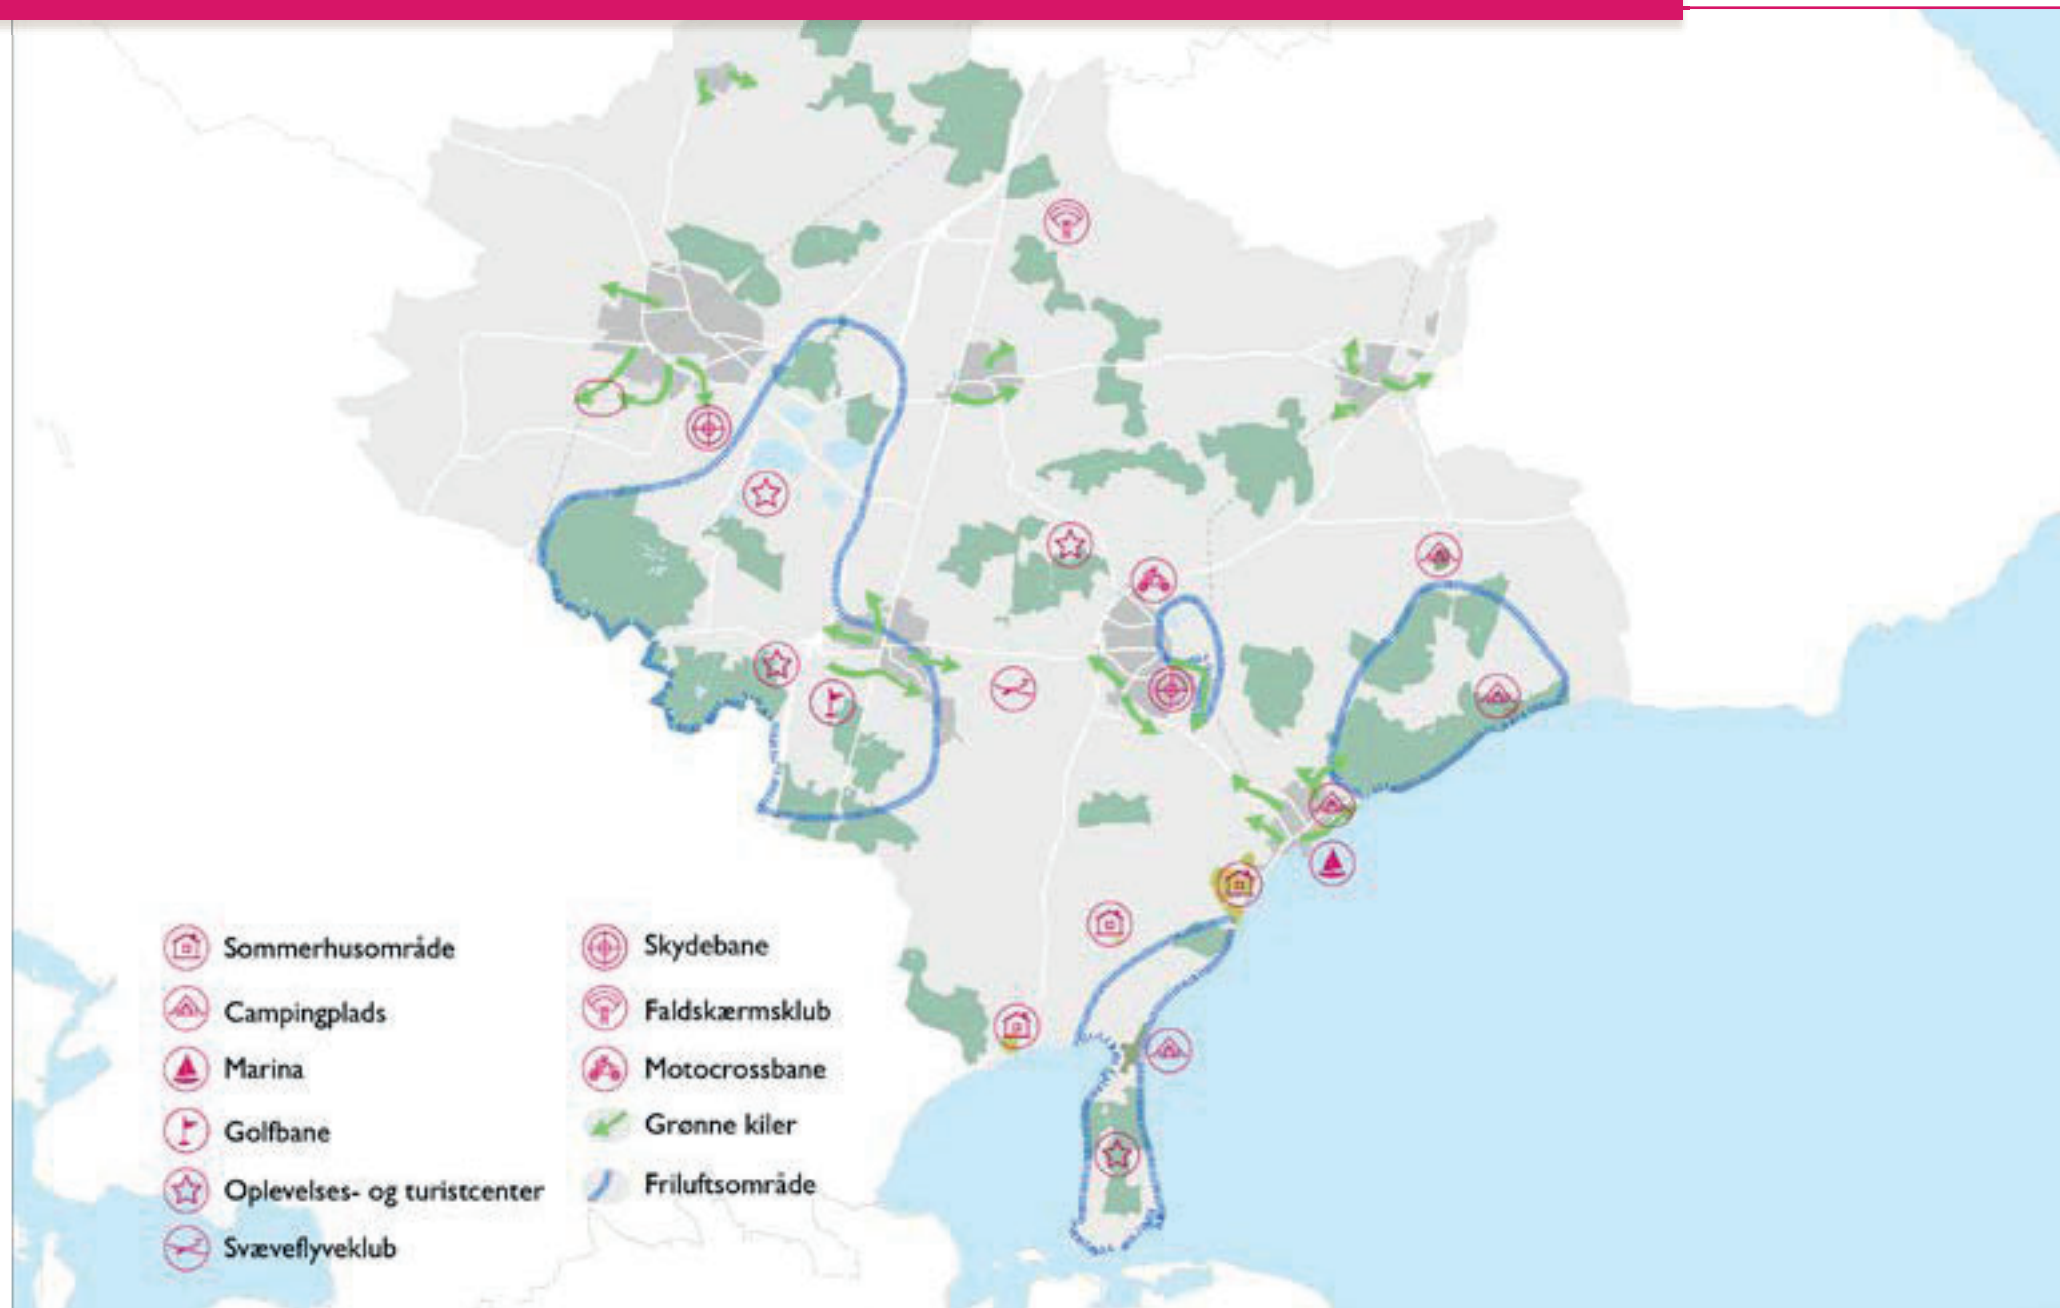 Sommerhusområde
Campingplads
Marina
Golfbane
Oplevelses- og turistcenter
Svæveflyveklub
Skydebane
Faldskærmsklub
Motocrossbane
Grønne kiler
Friluftsområde